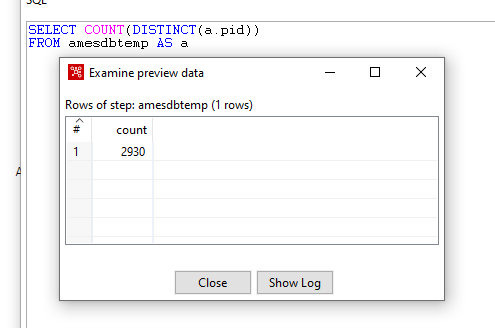 SQL
SELECT COUNT(DISTINCT(a.pid))
FROM amesdbtemp AS a
Examine preview data
Rows of step: amesdbtemp (1 rows)
# count
1 2930
A
Close Show Log